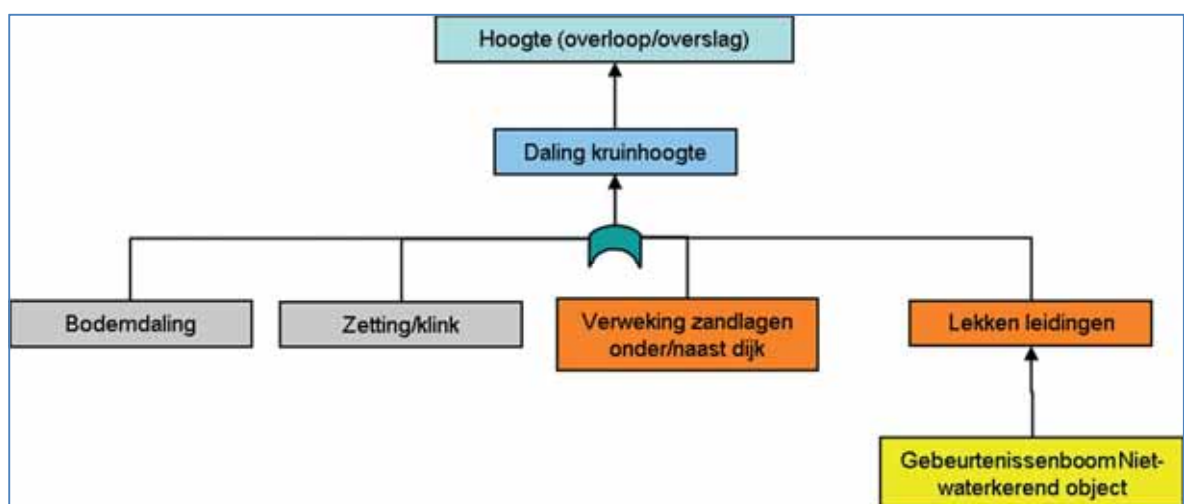 Hoogte (overloop/overslag)
Daling kruinhoogte
Bodemdaling
Zetting/klink
Verweking zandlagen
onder/naast dijk
Lekken leidingen
GebeurtenissenboomNiet-
waterkerend object